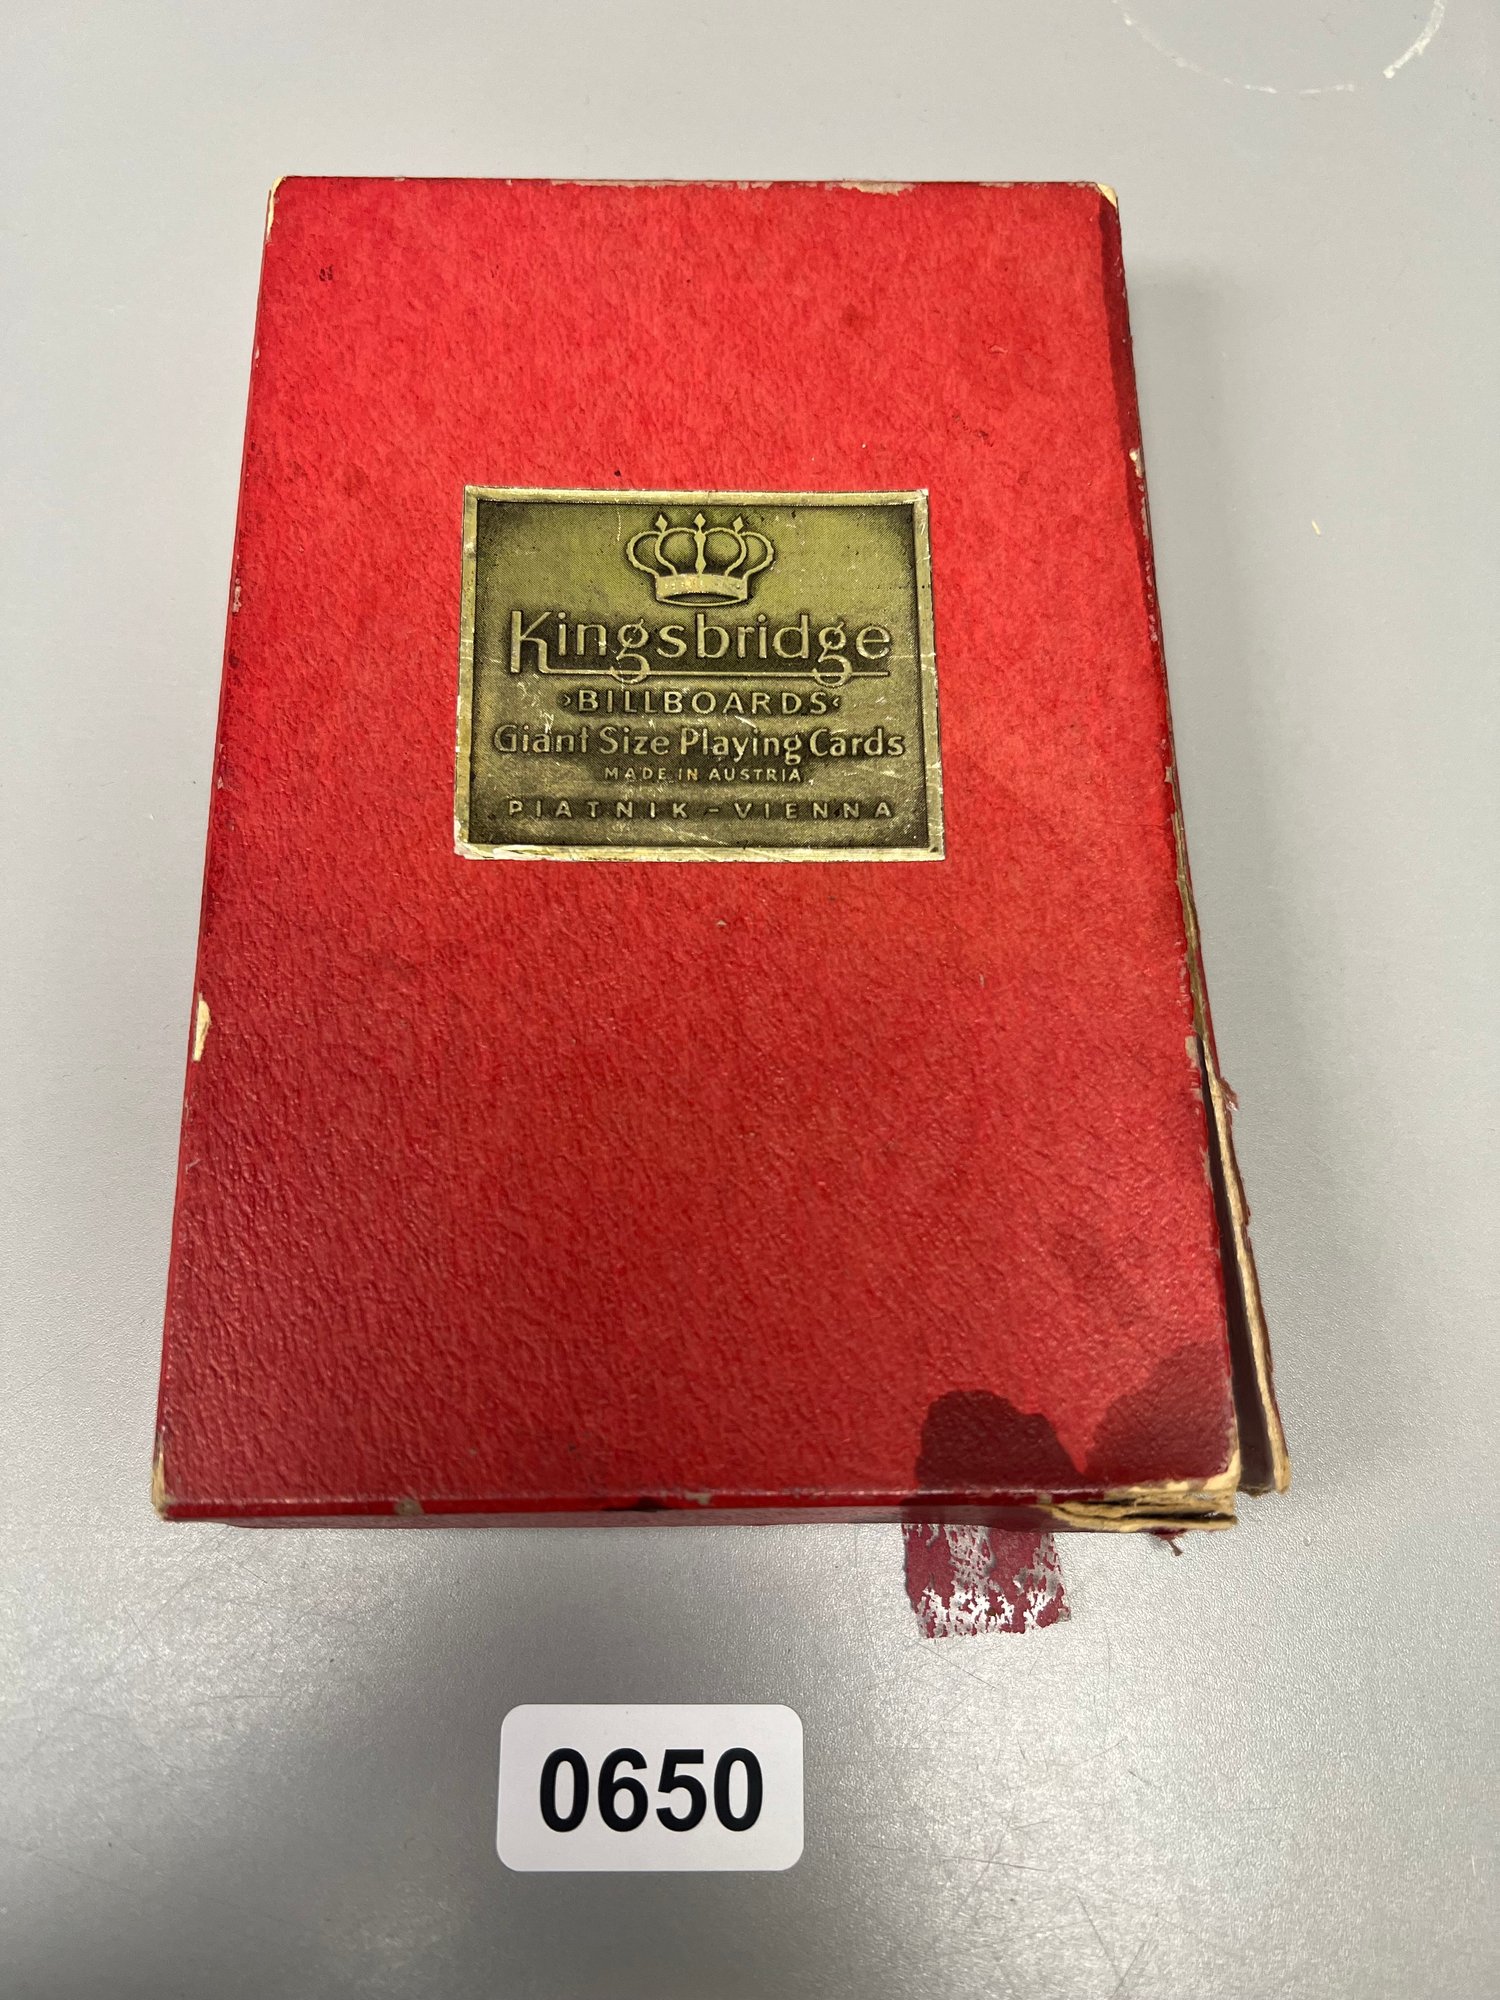 Kingsbridge
›BILLBOARDS‹
Giant Size Playing Cards
MADE IN AUSTRIA
PIATNIK - VIENNA
0650